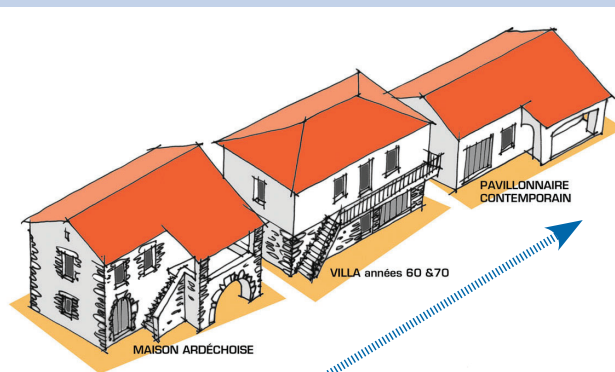 PAVILLONNAIRE
CONTEMPORAIN
VILLA années 60 &70
MAISON ARDÉCHOISE